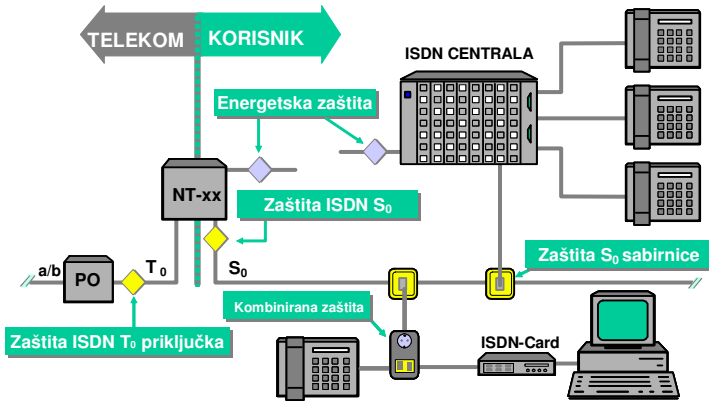 TELEKOM
KORISNIK
ISDN CENTRALA
Energetska zaštita
NT-xx
Zaštita ISDN S₀
Zaštita S₀ sabirnice
a/b
PO
T₀
S₀
Kombinirana zaštita
ISDN-Card
Zaštita ISDN T₀ priključka